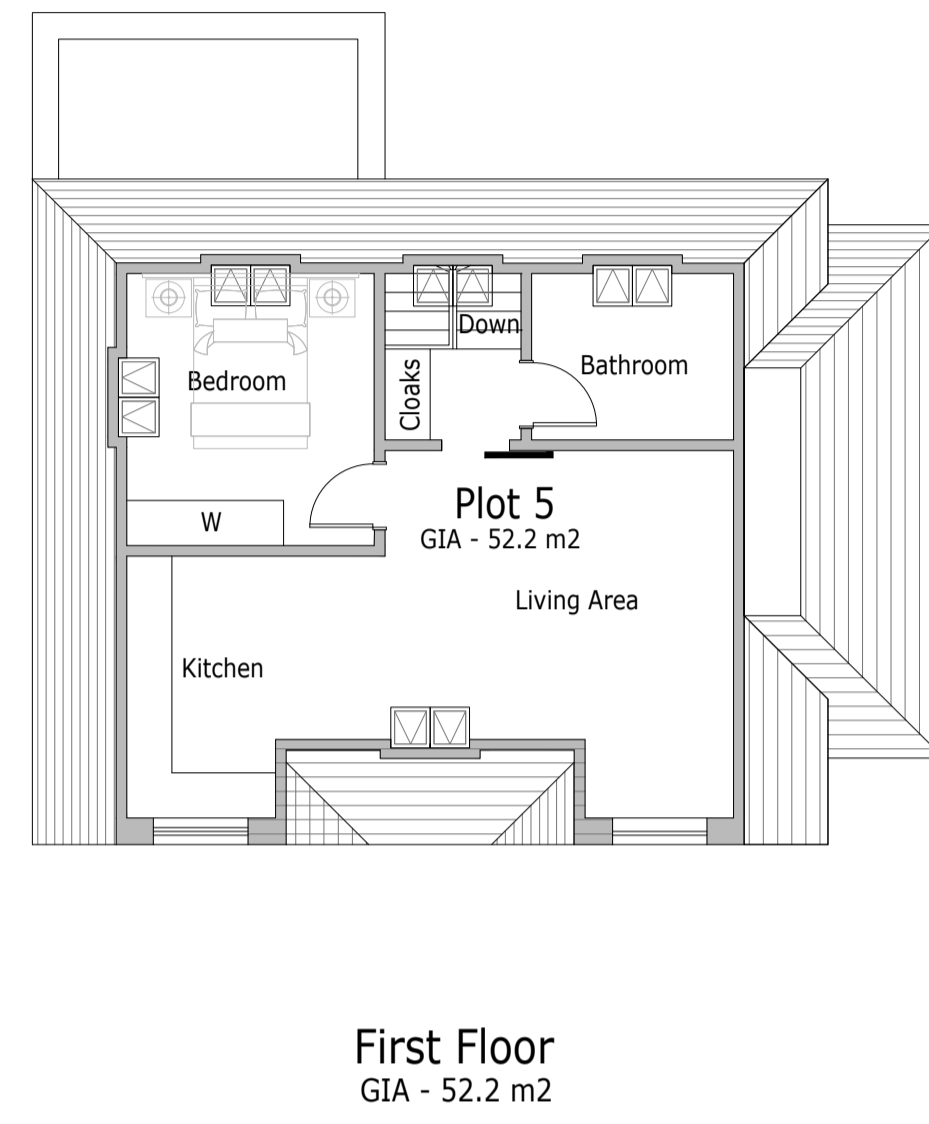 Down
Bathroom
Bedroom
Cloaks
Plot 5
W
GIA - 52.2 m2
Living Area
Kitchen
First Floor
GIA - 52.2 m2